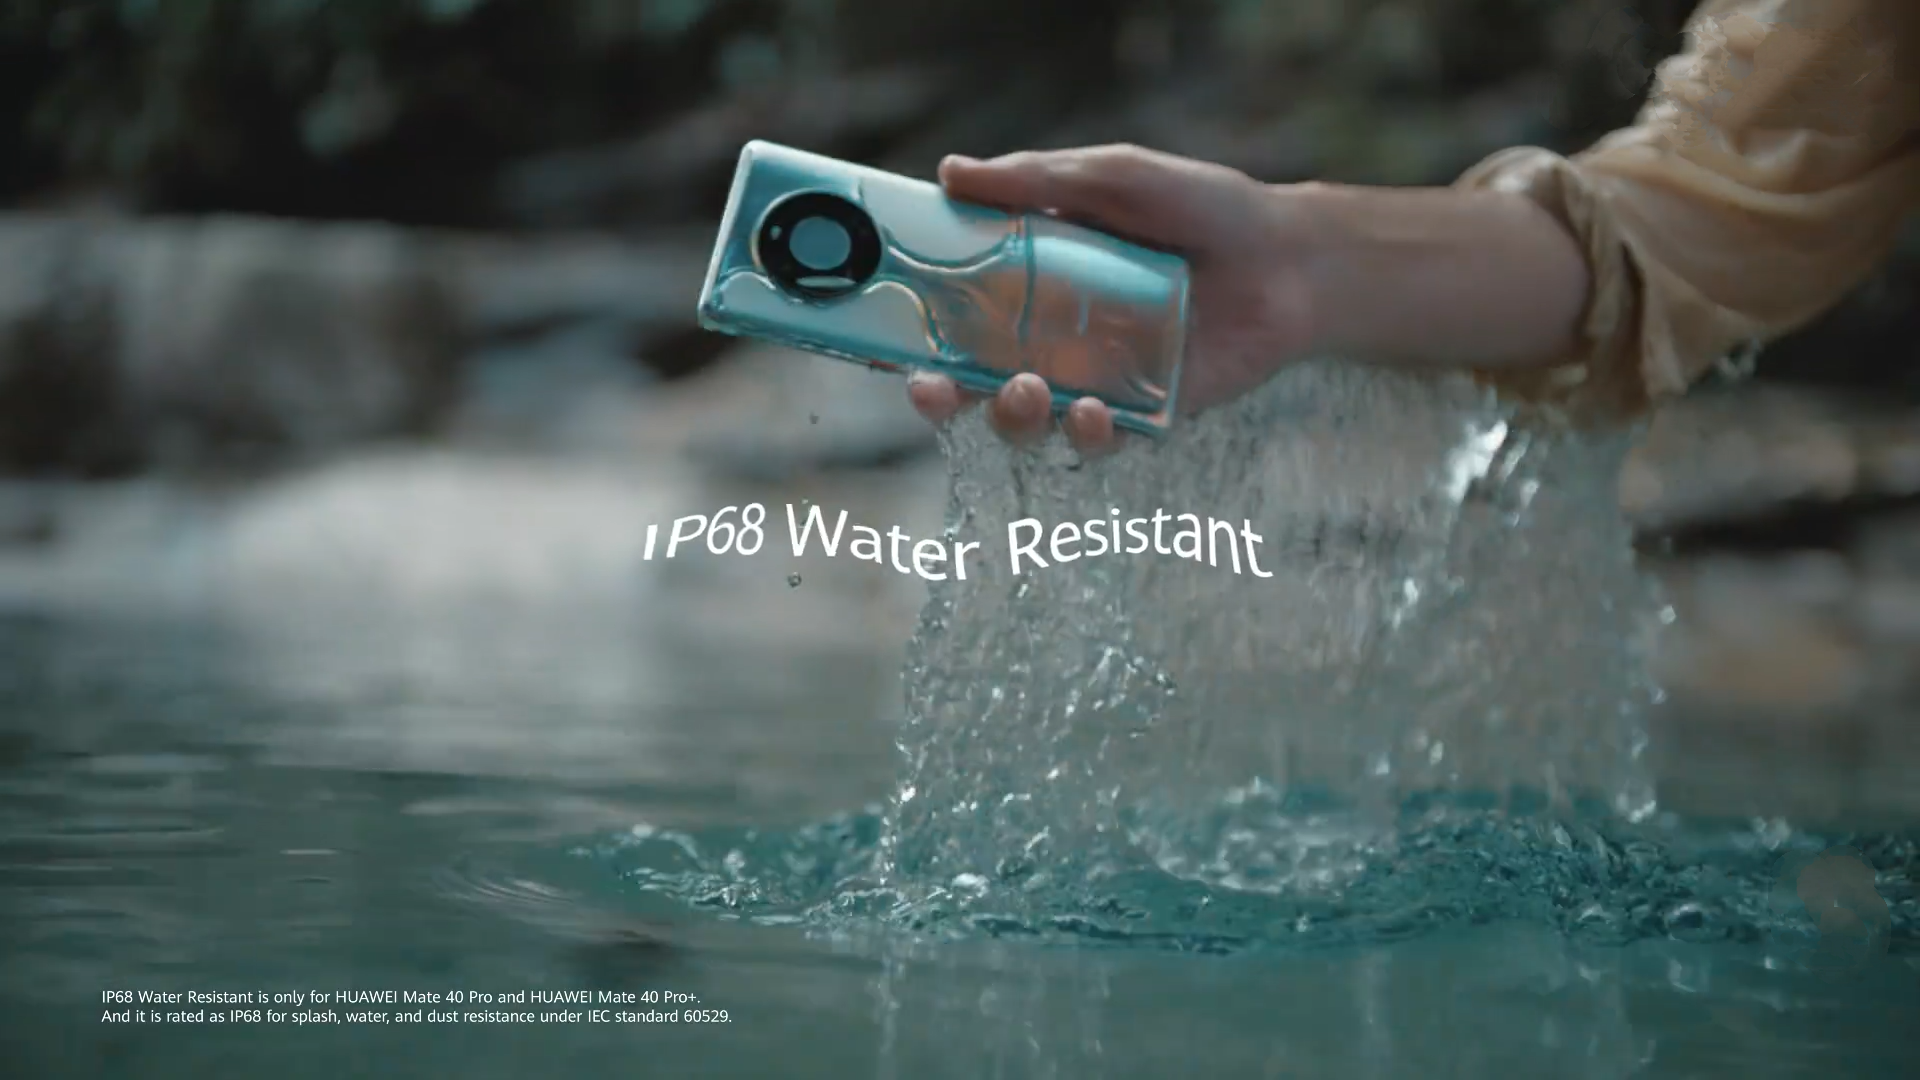 IP68 Water Resistant
IP68 Water Resistant is only for HUAWEI Mate 40 Pro and HUAWEI Mate 40 Pro+.
And it is rated as IP68 for splash, water, and dust resistance under IEC standard 60529.